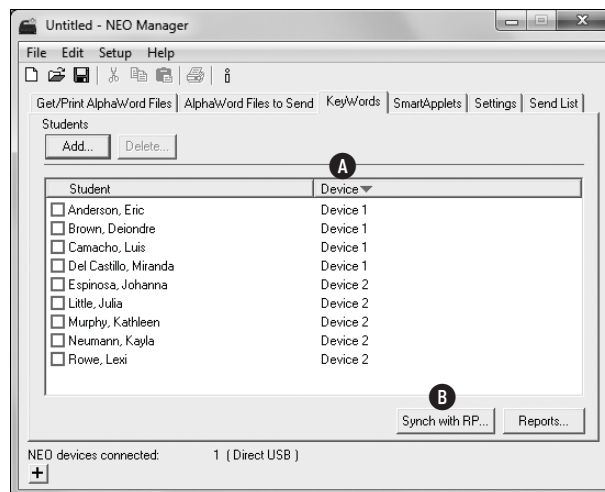 Untitled - NEO Manager
File Edit Setup Help
Get/Print AlphaWord Files AlphaWord Files to Send KeyWords SmartApplets Settings Send List
Students
Add... Delete...
A
Student Device
Anderson, Eric Device 1
Brown, Deiondre Device 1
Camacho, Luis Device 1
Del Castillo, Miranda Device 1
Espinosa, Johanna Device 2
Little, Julia Device 2
Murphy, Kathleen Device 2
Neumann, Kayla Device 2
Rowe, Lexi Device 2
B
Synch with RP... Reports...
NEO devices connected: 1 ( Direct USB )